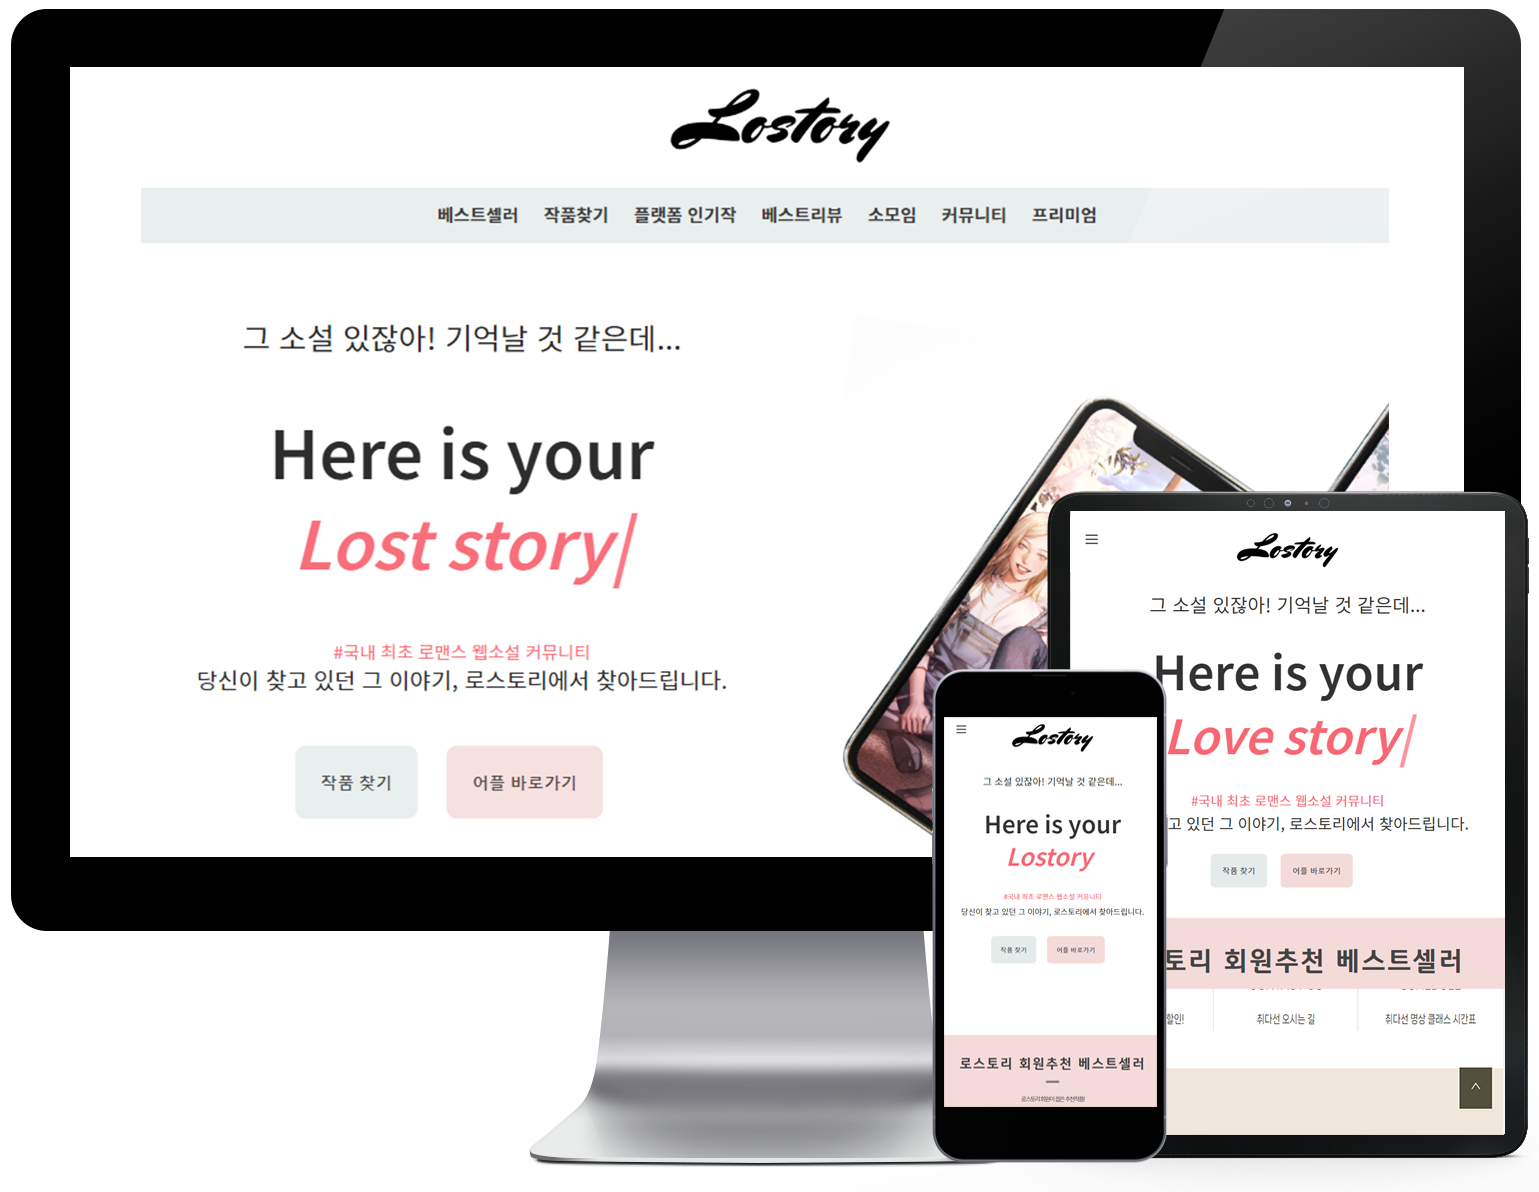 Lostory
베스트셀러 작품찾기 플랫폼 인기작 베스트리뷰 소모임 커뮤니티 프리미엄
그 소설 있잖아! 기억날 것 같은데...
Here is your
Lost story|
#국내 최초 로맨스 웹소설 커뮤니티
당신이 찾고 있던 그 이야기, 로스토리에서 찾아드립니다.
작품 찾기 어플 바로가기
Lostory
그 소설 있잖아! 기억날 것 같은데...
Here is your
Love story|
#국내 최초 로맨스 웹소설 커뮤니티
고 있던 그 이야기, 로스토리에서 찾아드립니다.
작품 찾기 어플 바로가기
토리 회원추천 베스트셀러
할인! 취다선 오시는 길 취다선 명상 클래스 시간표
Lostory
그 소설 있잖아! 기억날 것 같은데...
Here is your
Lostory
#국내 최초 로맨스 웹소설 커뮤니티
당신이 찾고 있던 그 이야기, 로스토리에서 찾아드립니다.
작품 찾기 어플 바로가기
로스토리 회원추천 베스트셀러
로스토리 회원이 뽑은 추천작품!